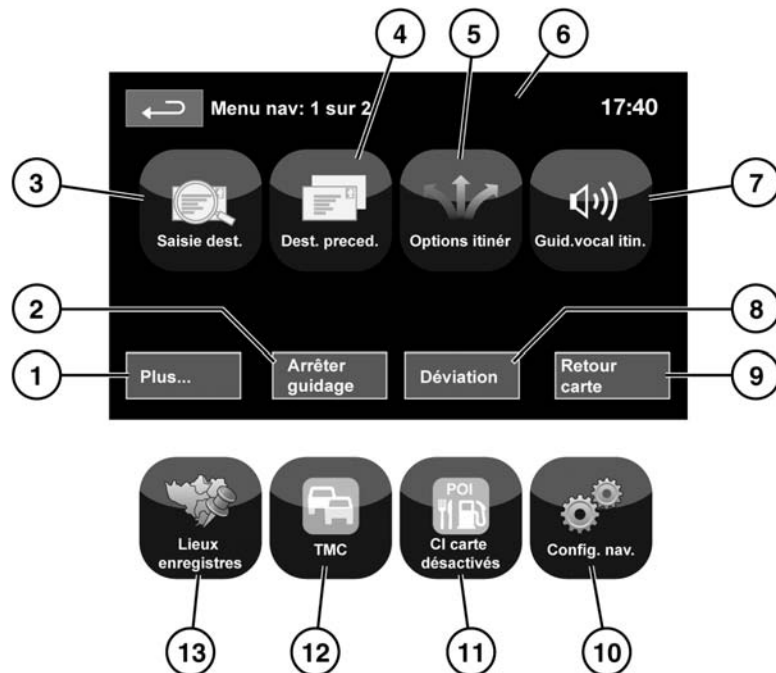 4
5
6
Menu nav: 1 sur 2
17:40
3
7
Saisie dest.
Dest. preced.
Options itinér
Guid.vocal itin.
2
8
1
Plus...
Arrêter
guidage
Déviation
Retour
carte
9
POI
Lieux
enregistres
TMC
CI carte
désactivés
Config. nav.
13
12
11
10